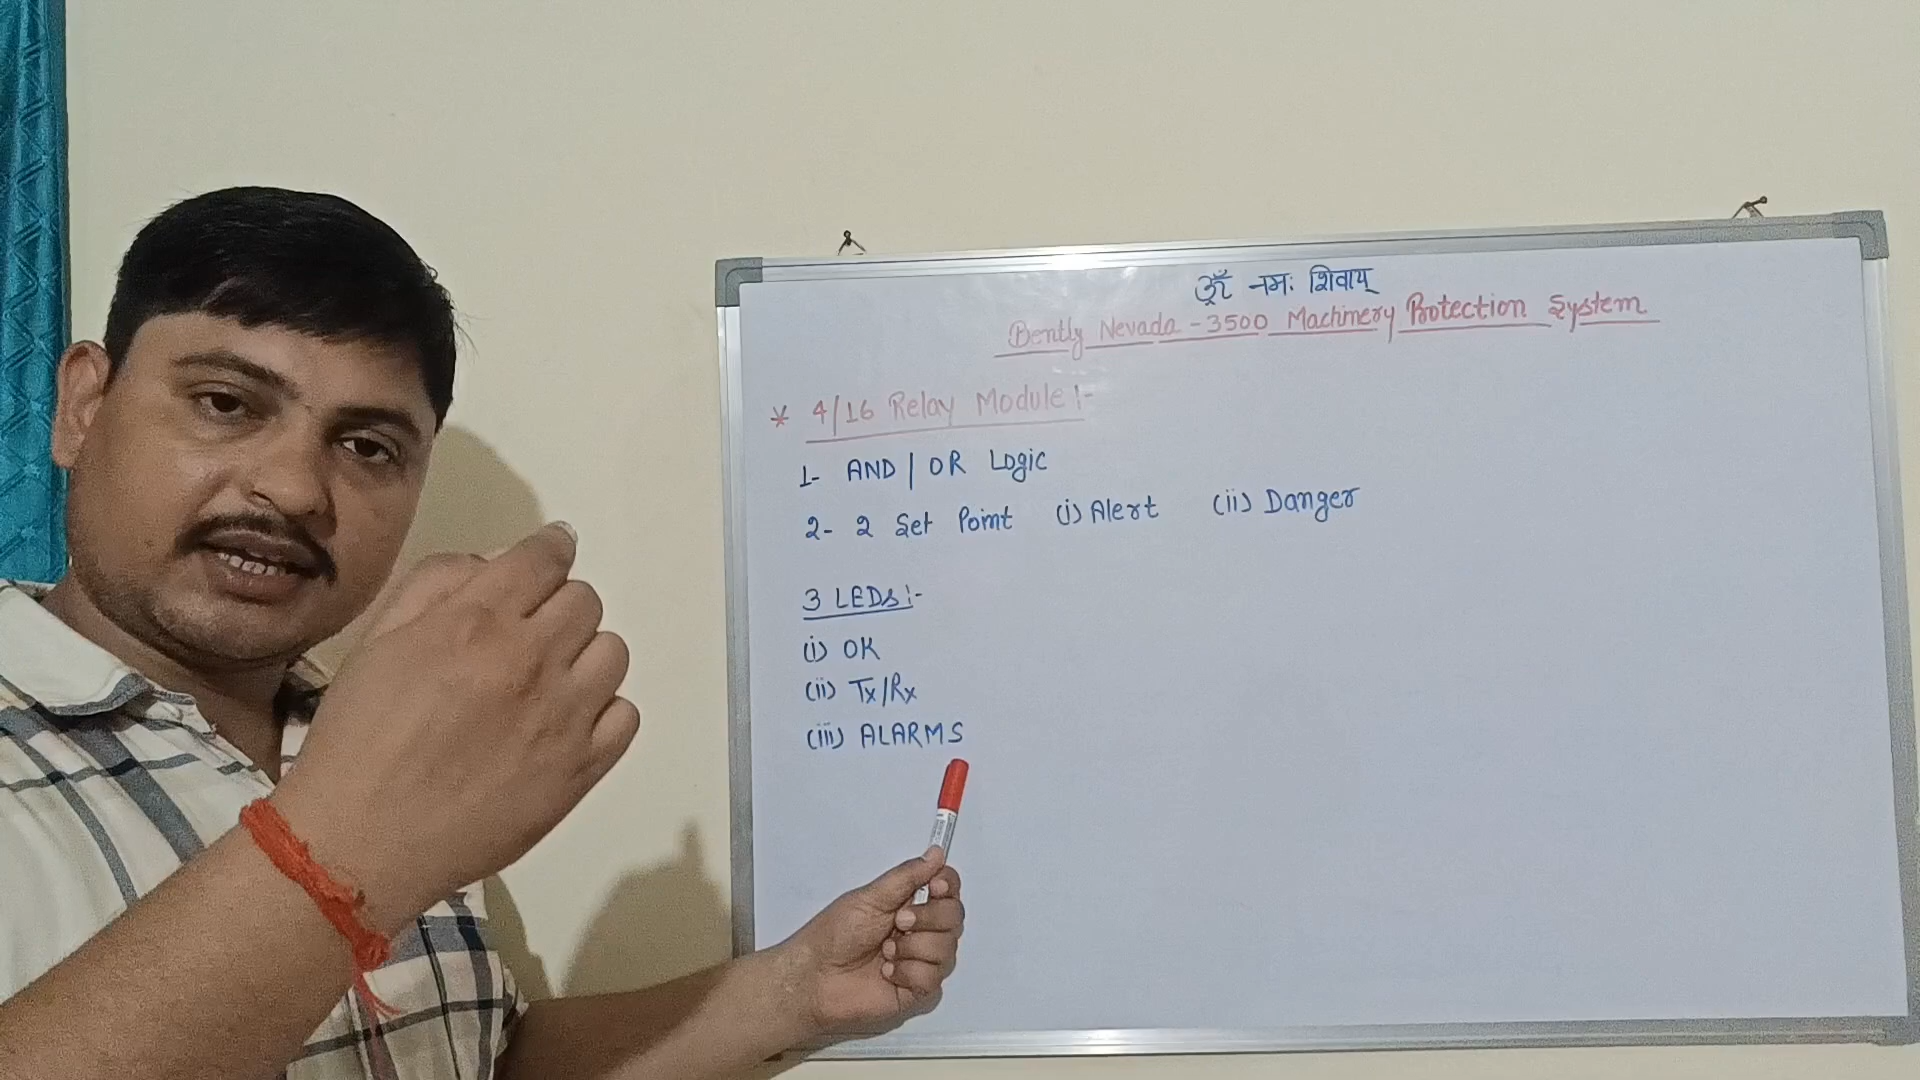 ॐ नमः शिवाय्
Bently Nevada - 3500 Machinery Protection System
* 4/16 Relay Module :-
1- AND / OR Logic
2- 2 Set Point (i) Alert (ii) Danger
3 LEDs :-
(i) OK
(ii) Tx/Rx
(iii) ALARMS